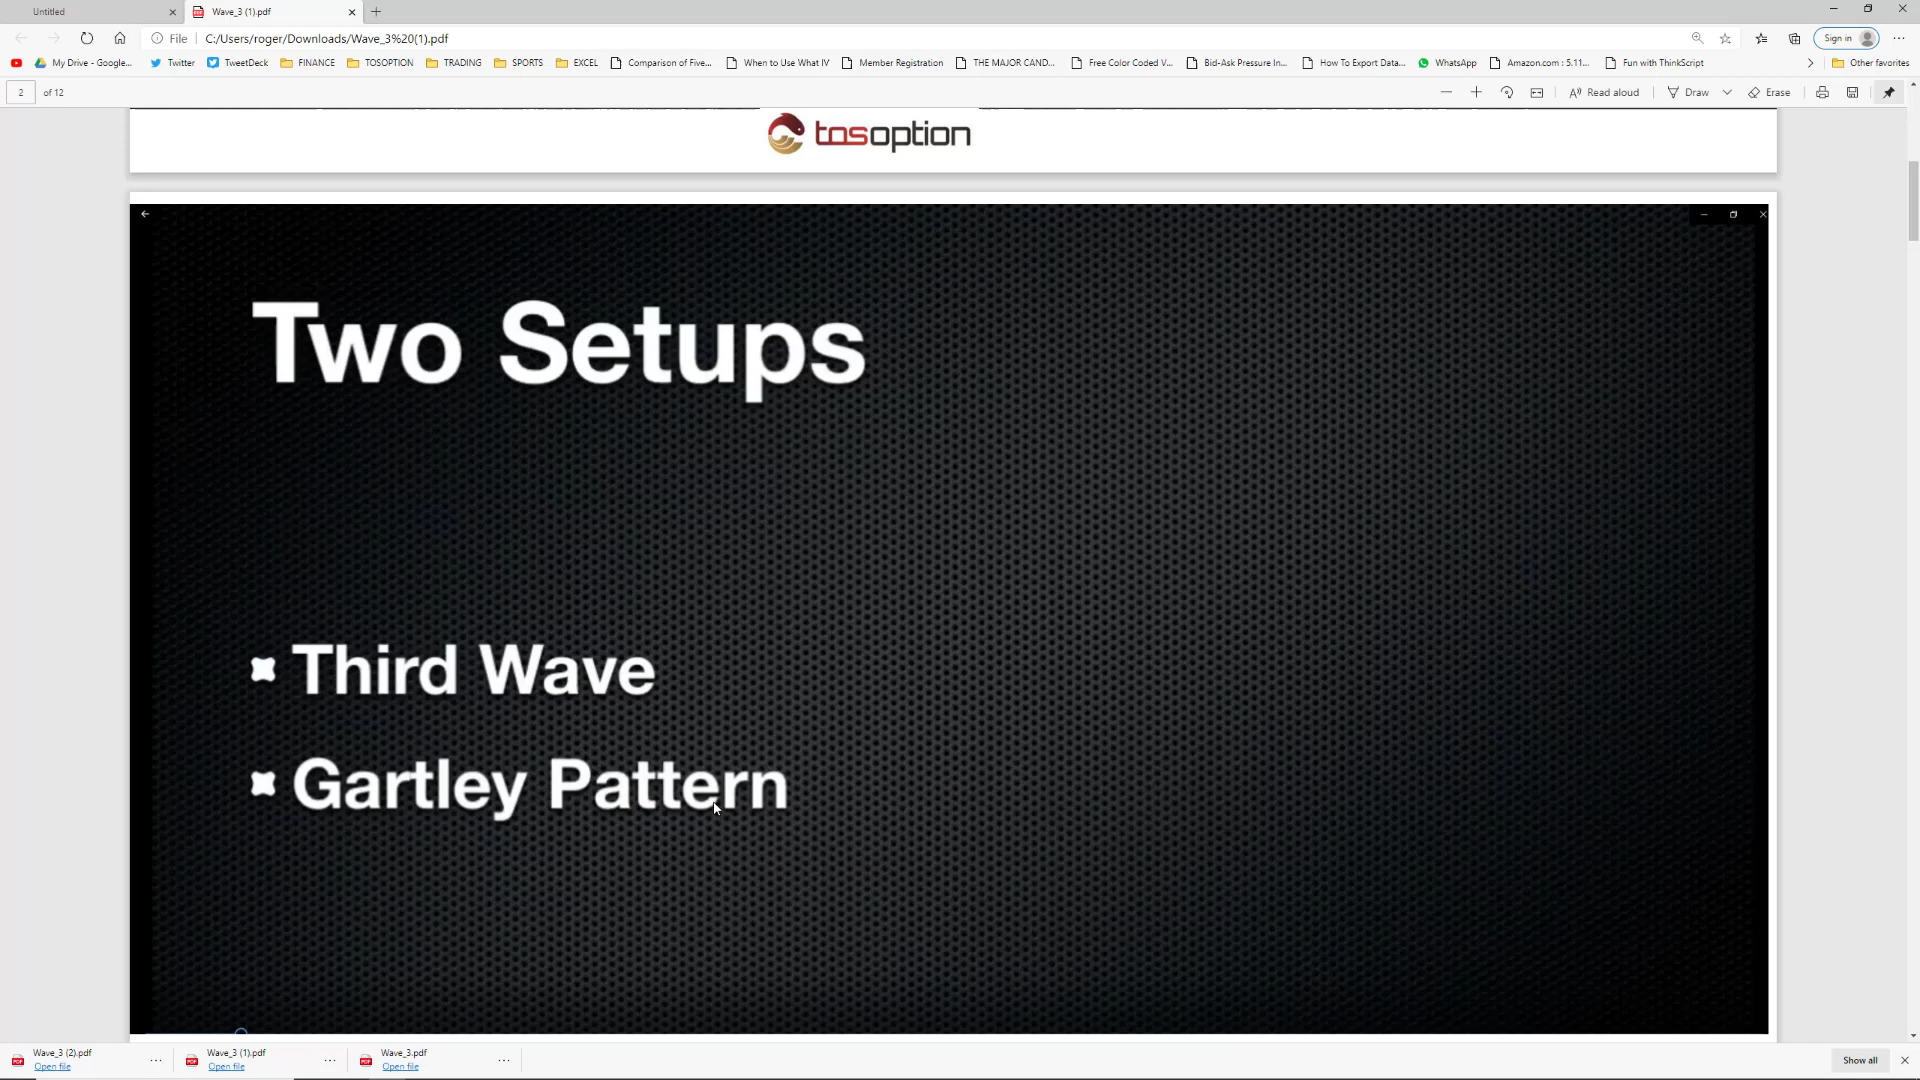 Untitled
Wave_3 (1).pdf
File
C:/Users/roger/Downloads/Wave_3%20(1).pdf
Sign in
My Drive - Google...
Twitter
TweetDeck
FINANCE
TOSOPTION
TRADING
SPORTS
EXCEL
Comparison of Five...
When to Use What IV
Member Registration
THE MAJOR CAND...
Free Color Coded V...
Bid-Ask Pressure In...
How To Export Data...
WhatsApp
Amazon.com : 5.11...
Fun with ThinkScript
Other favorites
2 of 12
Read aloud
Draw
Erase
tosoption
Two Setups
Third Wave
Gartley Pattern
Wave_3 (2).pdf
Open file
Wave_3 (1).pdf
Open file
Wave_3.pdf
Open file
Show all